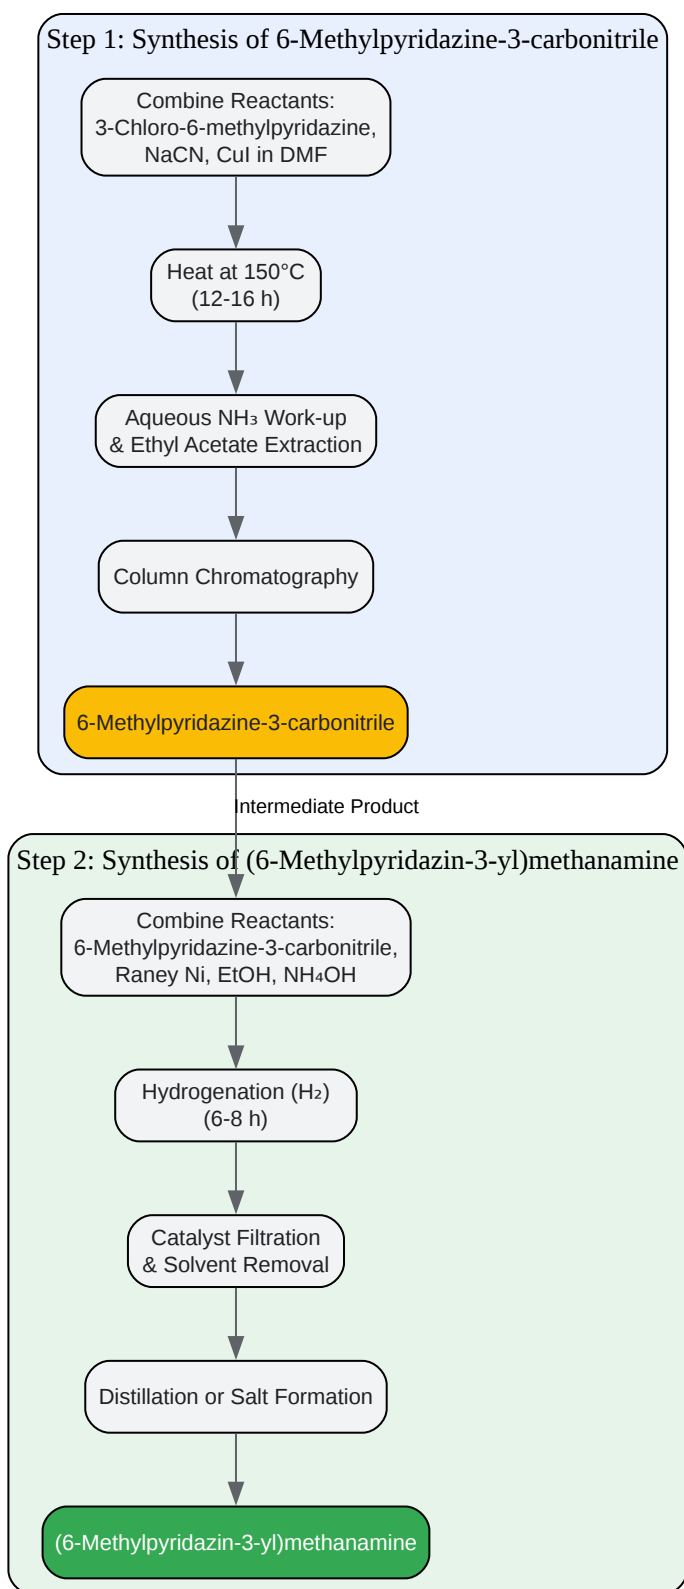 Step 1: Synthesis of 6-Methylpyridazine-3-carbonitrile
Combine Reactants:
3-Chloro-6-methylpyridazine,
NaCN, CuI in DMF
Heat at 150°C
(12-16 h)
Aqueous NH₃ Work-up
& Ethyl Acetate Extraction
Column Chromatography
6-Methylpyridazine-3-carbonitrile
Intermediate Product
Step 2: Synthesis of (6-Methylpyridazin-3-yl)methanamine
Combine Reactants:
6-Methylpyridazine-3-carbonitrile,
Raney Ni, EtOH, NH₄OH
Hydrogenation (H₂)
(6-8 h)
Catalyst Filtration
& Solvent Removal
Distillation or Salt Formation
(6-Methylpyridazin-3-yl)methanamine